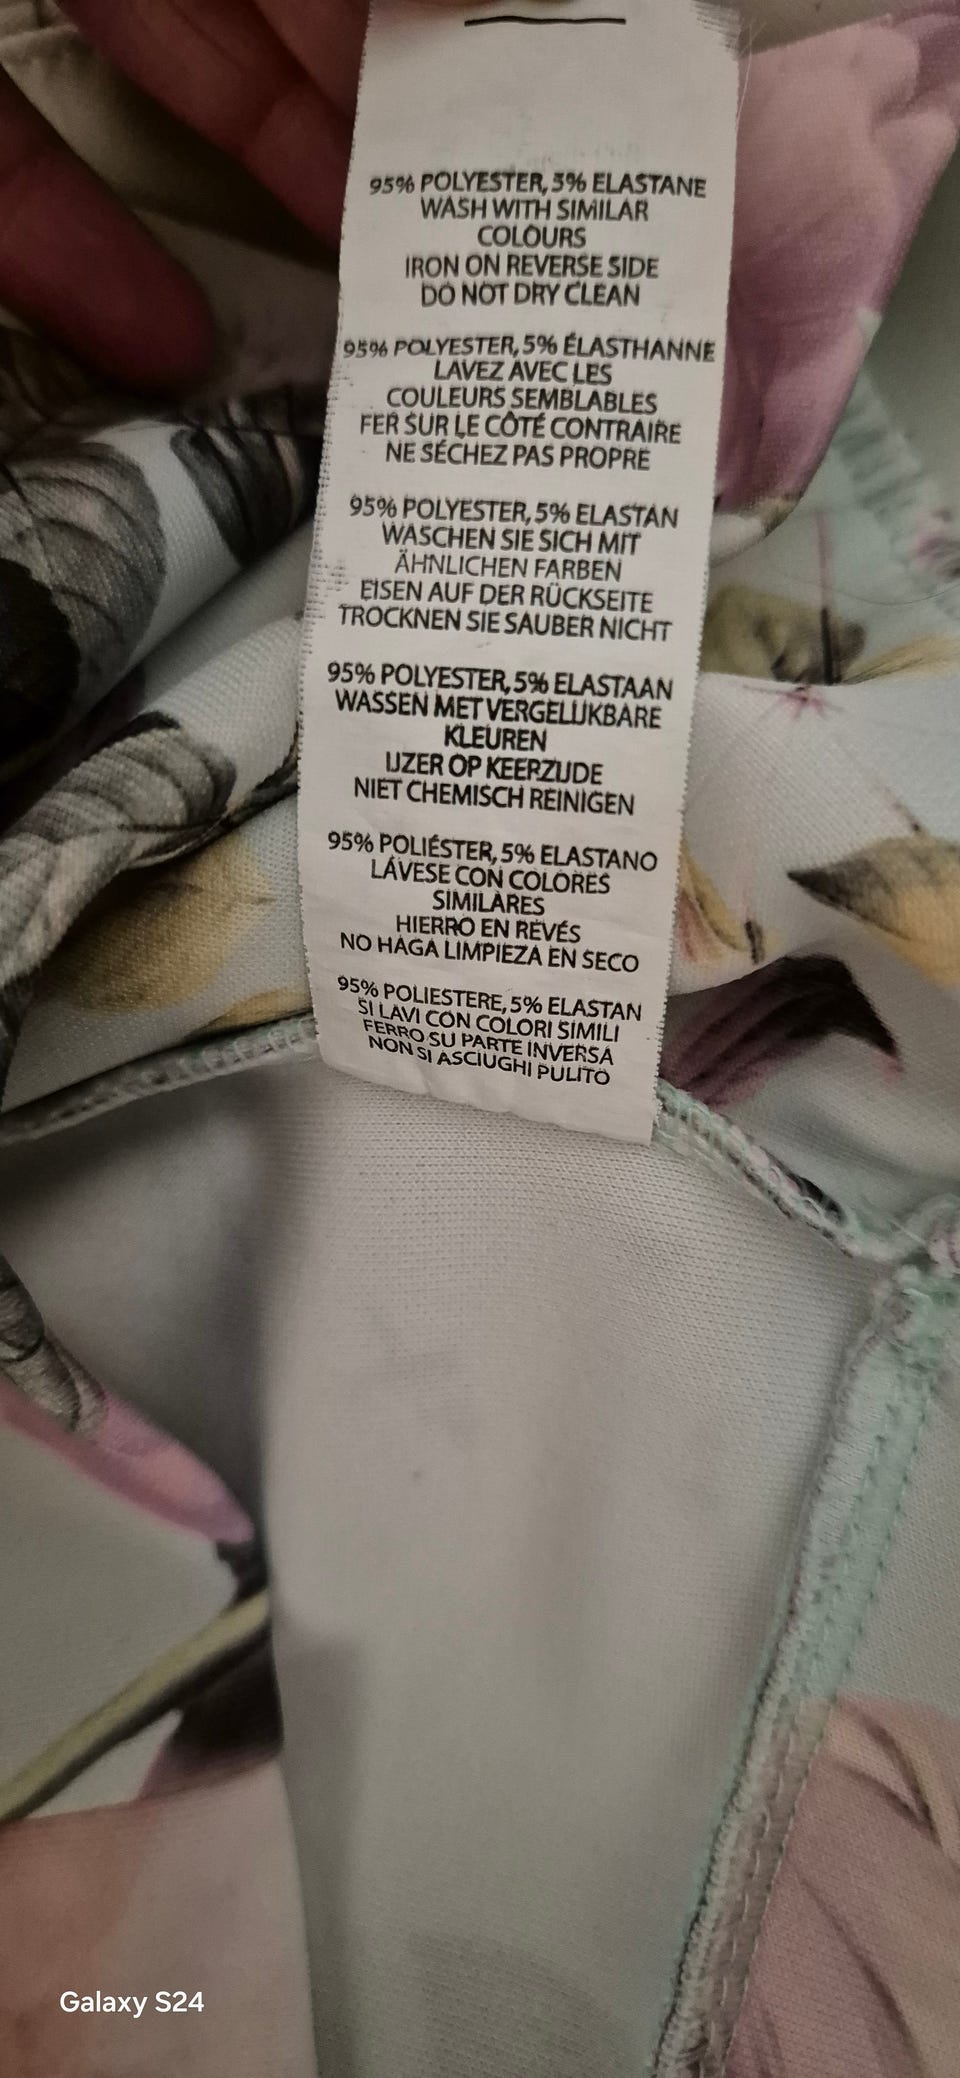 95% POLYESTER, 5% ELASTANE
WASH WITH SIMILAR
COLOURS
IRON ON REVERSE SIDE
DO NOT DRY CLEAN
95% POLYESTER, 5% ÉLASTHANNE
LAVEZ AVEC LES
COULEURS SEMBLABLES
FER SUR LE CÔTÉ CONTRAIRE
NE SÉCHEZ PAS PROPRE
95% POLYESTER, 5% ELASTAN
WASCHEN SIE SICH MIT
ÄHNLICHEN FARBEN
EISEN AUF DER RÜCKSEITE
TROCKNEN SIE SAUBER NICHT
95% POLYESTER, 5% ELASTAAN
WASSEN MET VERGELIJKBARE
KLEUREN
IJZER OP KEERZIJDE
NIET CHEMISCH REINIGEN
95% POLIÉSTER, 5% ELASTANO
LÁVESE CON COLORES
SIMILARES
HIERRO EN REVÉS
NO HAGA LIMPIEZA EN SECO
95% POLIESTERE, 5% ELASTAN
SI LAVI CON COLORI SIMILI
FERRO SU PARTE INVERSA
NON SI ASCIUGHI PULITO
Galaxy S24